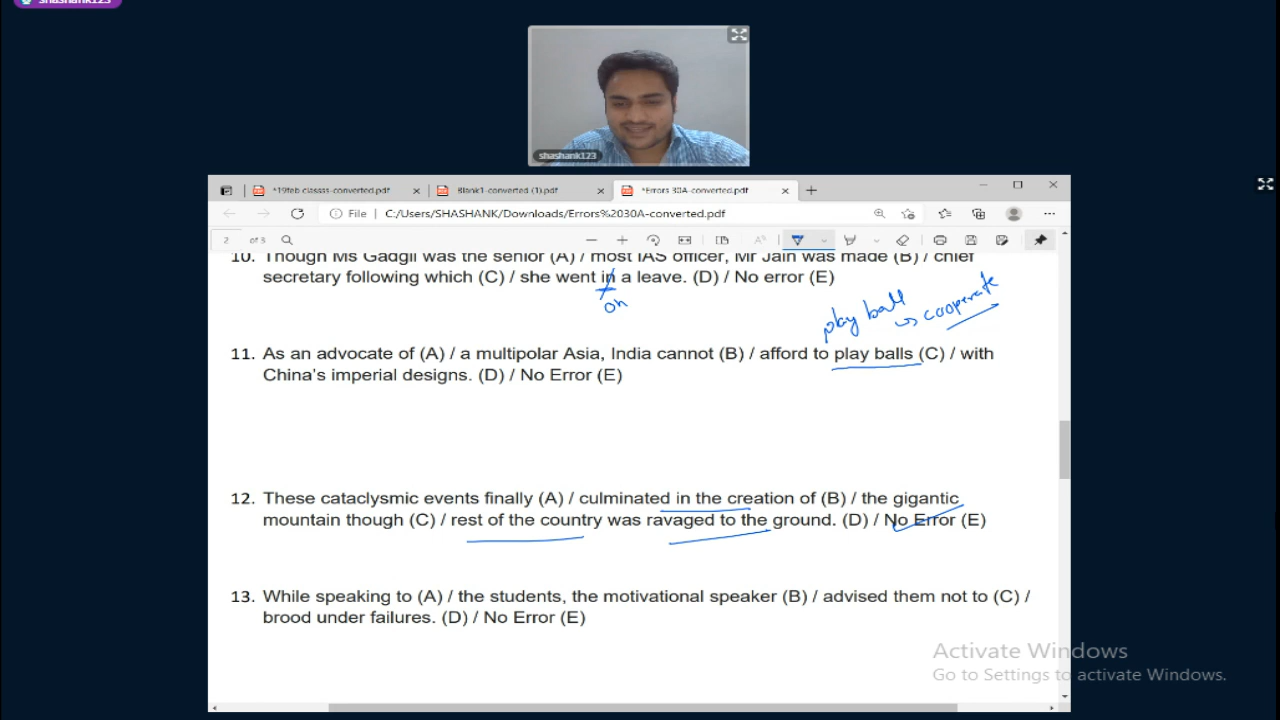 shashank123
shashank123
*19feb classss-converted.pdf
Blank1-converted (1).pdf
*Errors 30A-converted.pdf
File | C:/Users/SHASHANK/Downloads/Errors%2030A-converted.pdf
2 of 3
10. Though Ms Gadgil was the senior (A) / most IAS officer, Mr Jain was made (B) / chief
secretary following which (C) / she went in a leave. (D) / No error (E)
on
play ball
cooperate
11. As an advocate of (A) / a multipolar Asia, India cannot (B) / afford to play balls (C) / with
China's imperial designs. (D) / No Error (E)
12. These cataclysmic events finally (A) / culminated in the creation of (B) / the gigantic
mountain though (C) / rest of the country was ravaged to the ground. (D) / No Error (E)
13. While speaking to (A) / the students, the motivational speaker (B) / advised them not to (C) /
brood under failures. (D) / No Error (E)
Activate Windows
Go to Settings to activate Windows.